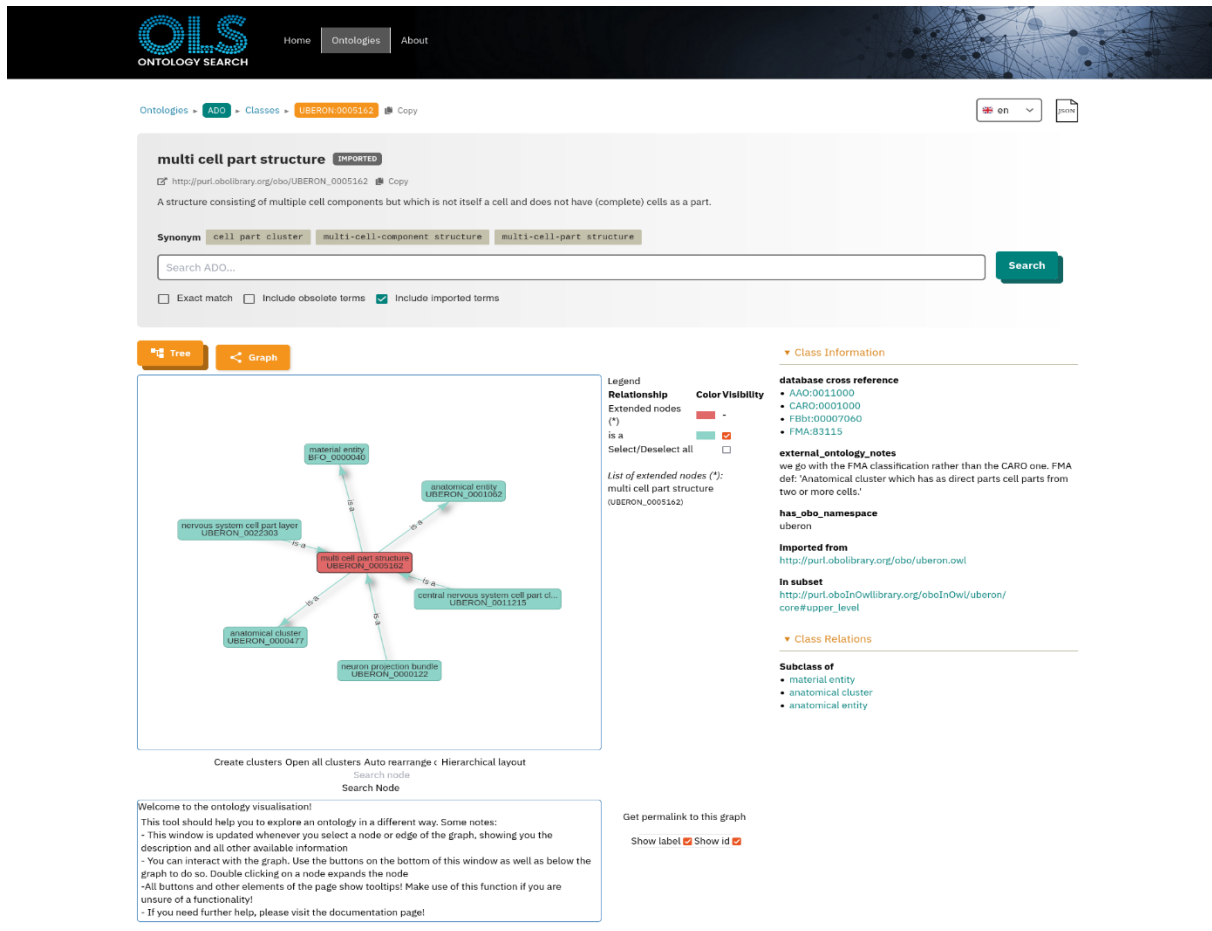 OLS
ONTOLOGY SEARCH
Home Ontologies About
Ontologies ▸ ADO ▸ Classes ▸ UBERON:0005162 Copy
en
JSON
multi cell part structure IMPORTED
http://purl.obolibrary.org/obo/UBERON_0005162 Copy
A structure consisting of multiple cell components but which is not itself a cell and does not have (complete) cells as a part.
Synonym cell part cluster multi-cell-component structure multi-cell-part structure
Search ADO...
Search
Exact match Include obsolete terms Include imported terms
Tree Graph
material entity
BFO_0000040
anatomical entity
UBERON_0001062
nervous system cell part layer
UBERON_0022303
multi cell part structure
UBERON_0005162
central nervous system cell part cl...
UBERON_0011215
anatomical cluster
UBERON_0000477
neuron projection bundle
UBERON_0000122
is a
is a
is a
is a
is a
is a
Legend
Relationship Color Visibility
Extended nodes
(*) -
is a
Select/Deselect all
List of extended nodes (*):
multi cell part structure
(UBERON_0005162)
Create clusters Open all clusters Auto rearrange c Hierarchical layout
Search node
Search Node
Welcome to the ontology visualisation!
This tool should help you to explore an ontology in a different way. Some notes:
- This window is updated whenever you select a node or edge of the graph, showing you the
description and all other available information
- You can interact with the graph. Use the buttons on the bottom of this window as well as below the
graph to do so. Double clicking on a node expands the node
-All buttons and other elements of the page show tooltips! Make use of this function if you are
unsure of a functionality!
- If you need further help, please visit the documentation page!
Get permalink to this graph
Show label Show id
▾ Class Information
database cross reference
• AAO:0011000
• CARO:0001000
• FBbt:00007060
• FMA:83115
external_ontology_notes
we go with the FMA classification rather than the CARO one. FMA
def: 'Anatomical cluster which has as direct parts cell parts from
two or more cells.'
has_obo_namespace
uberon
Imported from
http://purl.obolibrary.org/obo/uberon.owl
In subset
http://purl.oboInOwllibrary.org/oboInOwl/uberon/
core#upper_level
▾ Class Relations
Subclass of
• material entity
• anatomical cluster
• anatomical entity